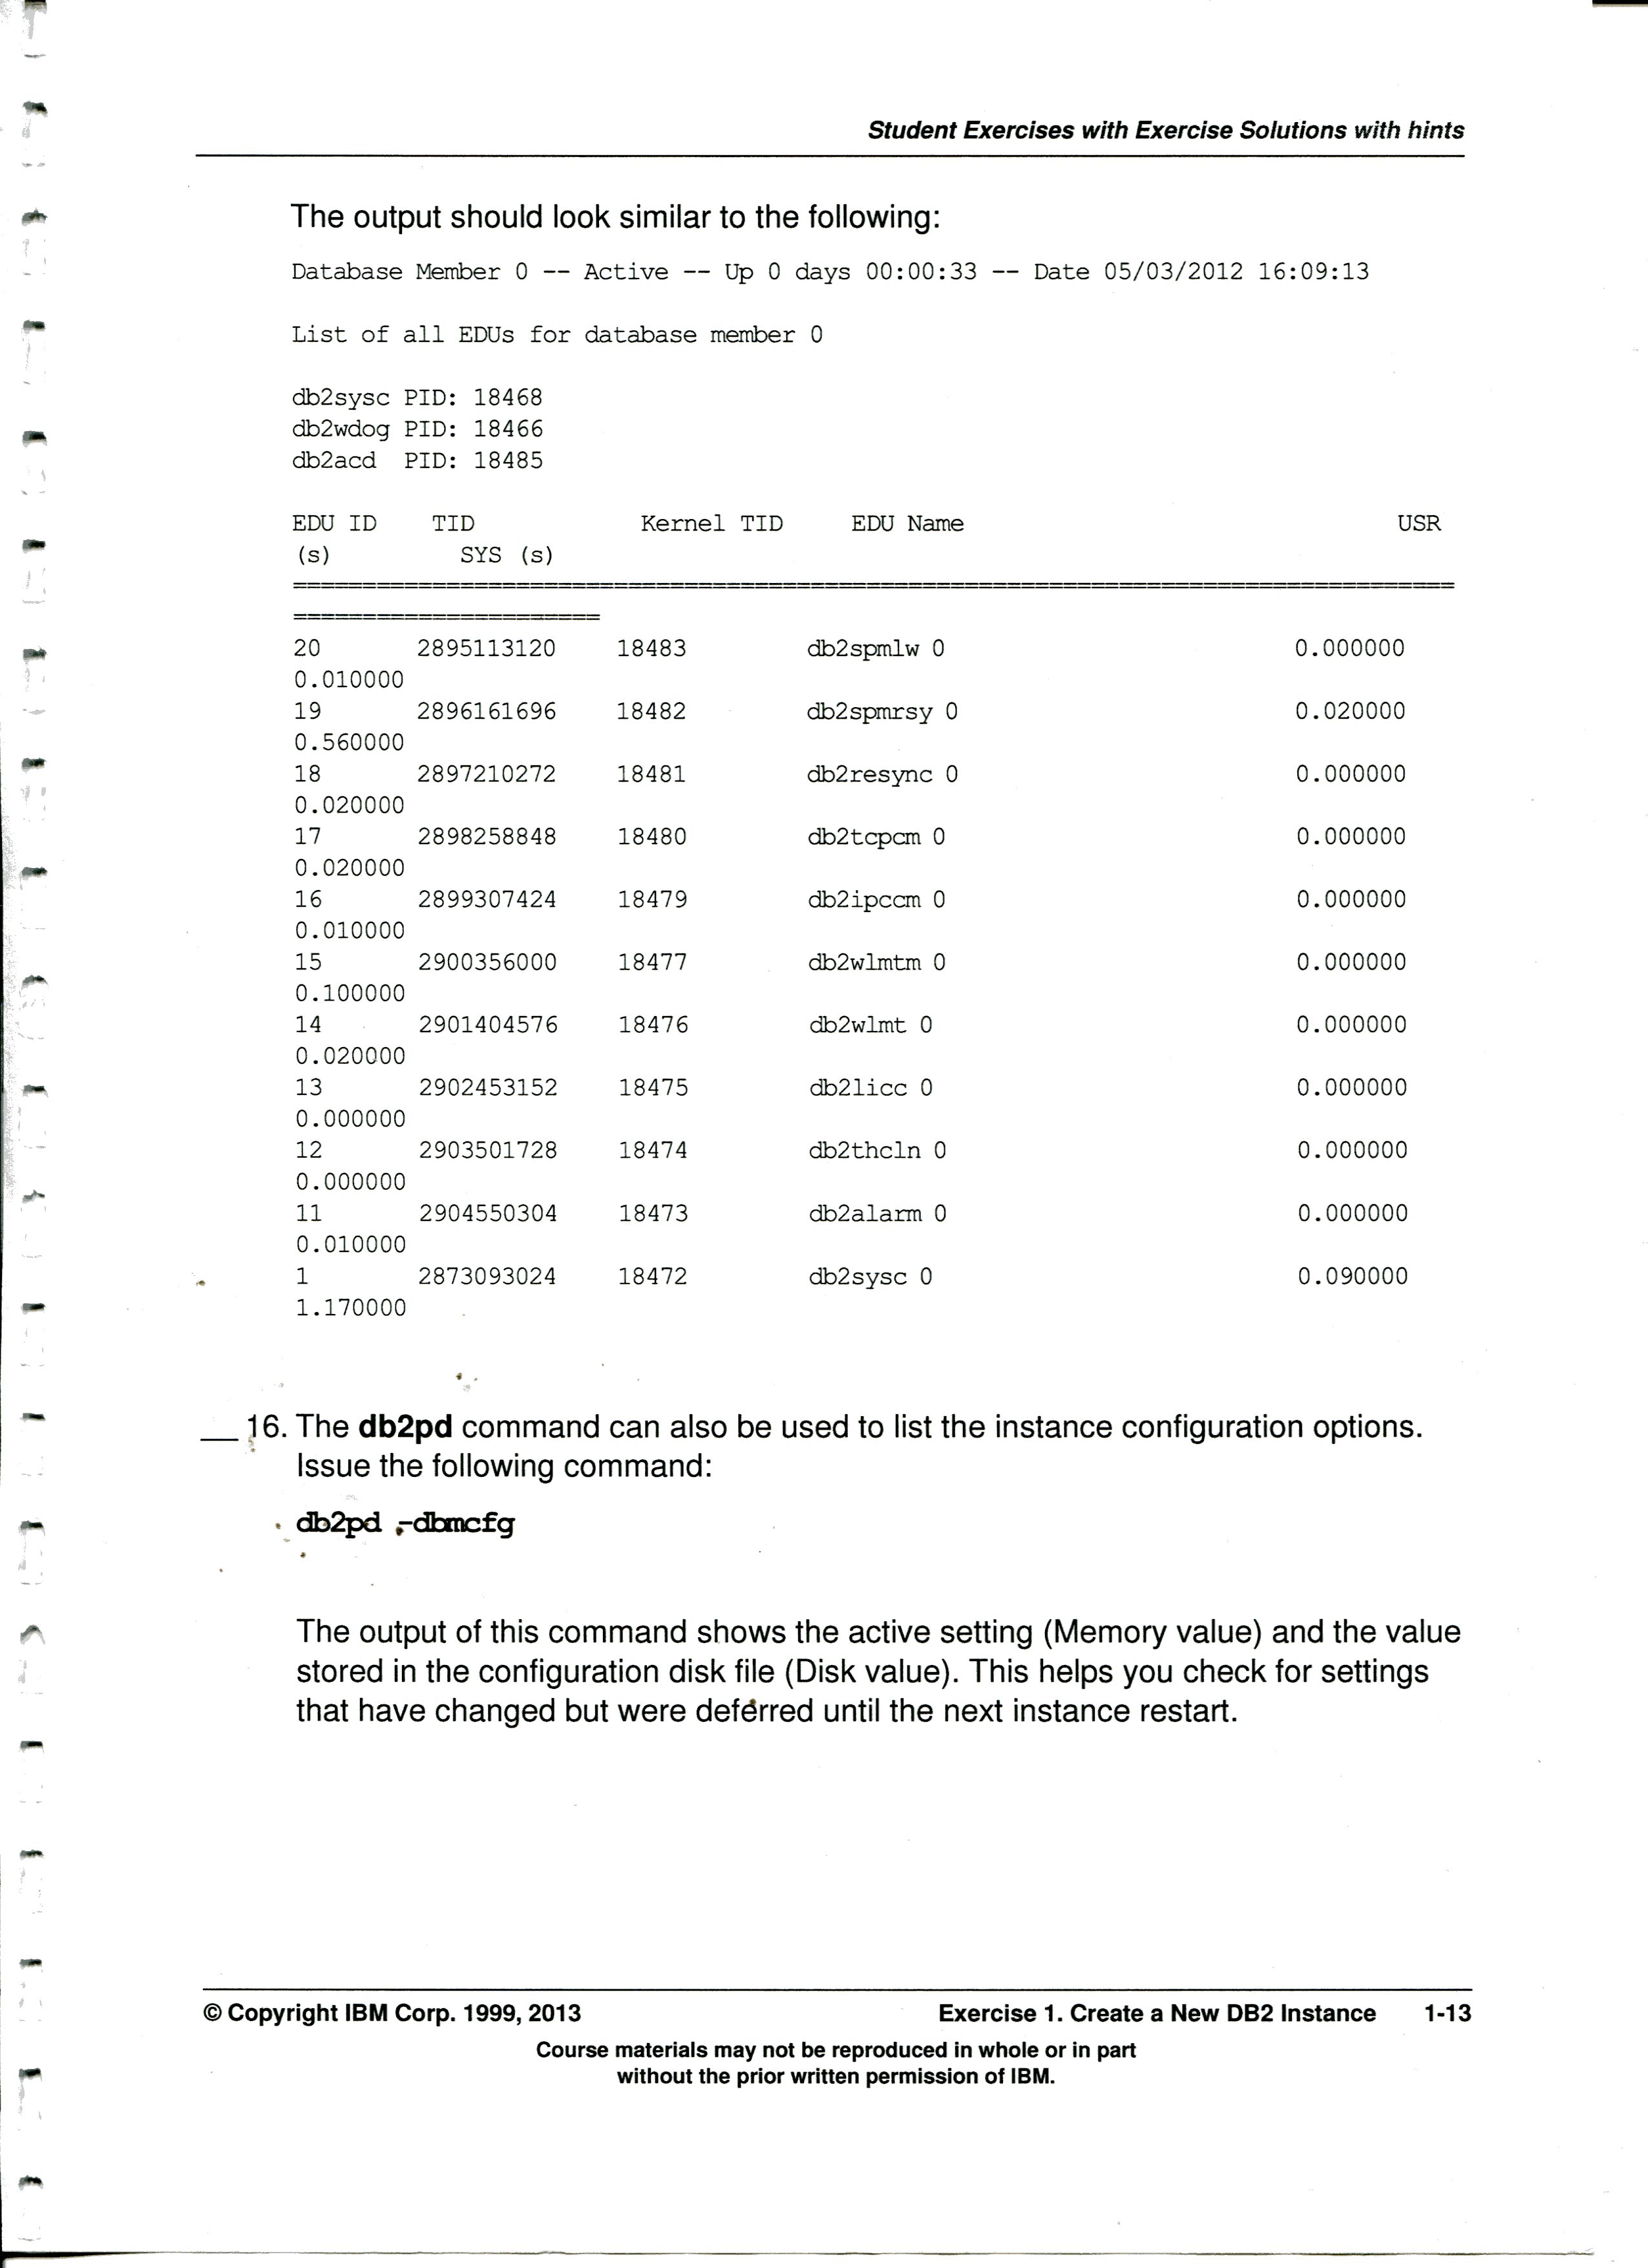 Student Exercises with Exercise Solutions with hints
The output should look similar to the following:
Database Member 0 -- Active -- Up 0 days 00:00:33 -- Date 05/03/2012 16:09:13
List of all EDUs for database member 0
db2sysc PID: 18468
db2wdog PID: 18466
db2acd  PID: 18485
EDU ID    TID            Kernel TID     EDU Name                               USR
(s)         SYS (s)
===================================================================================
======================
20       2895113120    18483        db2spmlw 0                         0.000000
0.010000
19       2896161696    18482        db2spmrsy 0                        0.020000
0.560000
18       2897210272    18481        db2resync 0                        0.000000
0.020000
17       2898258848    18480        db2tcpcm 0                         0.000000
0.020000
16       2899307424    18479        db2ipccm 0                         0.000000
0.010000
15       2900356000    18477        db2wlmtm 0                         0.000000
0.100000
14       2901404576    18476        db2wlmt 0                          0.000000
0.020000
13       2902453152    18475        db2licc 0                          0.000000
0.000000
12       2903501728    18474        db2thcln 0                         0.000000
0.000000
11       2904550304    18473        db2alarm 0                         0.000000
0.010000
1        2873093024    18472        db2sysc 0                          0.090000
1.170000
__ 16. The db2pd command can also be used to list the instance configuration options.
Issue the following command:
db2pd -dbmcfg
The output of this command shows the active setting (Memory value) and the value
stored in the configuration disk file (Disk value). This helps you check for settings
that have changed but were deferred until the next instance restart.
© Copyright IBM Corp. 1999, 2013 Exercise 1. Create a New DB2 Instance 1-13
Course materials may not be reproduced in whole or in part
without the prior written permission of IBM.